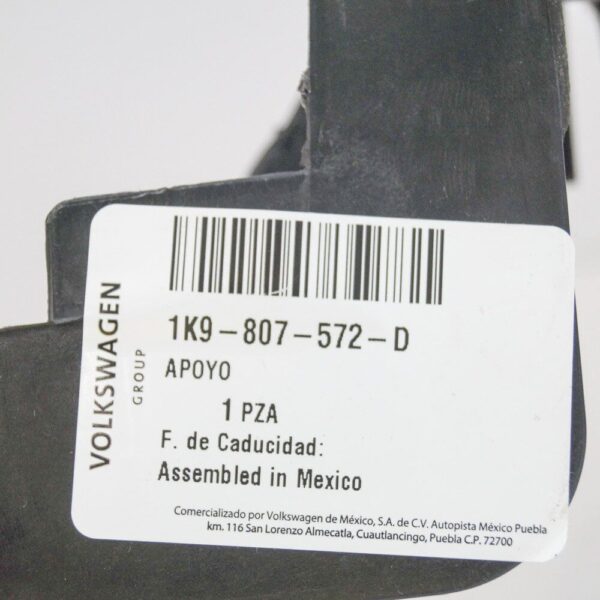 VOLKSWAGEN
GROUP
1K9-807-572-D
APOYO
1 PZA
F. de Caducidad:
Assembled in Mexico
Comercializado por Volkswagen de México, S.A. de C.V. Autopista México Puebla
km. 116 San Lorenzo Almecatla, Cuautlancingo, Puebla C.P. 72700